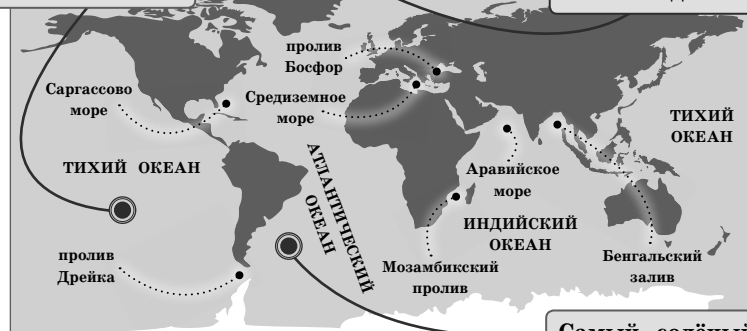 пролив
Босфор
Саргассово
море
Средиземное
море
ТИХИЙ
ОКЕАН
ТИХИЙ ОКЕАН
АТЛАНТИЧЕСКИЙ
ОКЕАН
Аравийское
море
ИНДИЙСКИЙ
ОКЕАН
пролив
Дрейка
Мозамбикский
пролив
Бенгальский
залив
Самый солёный